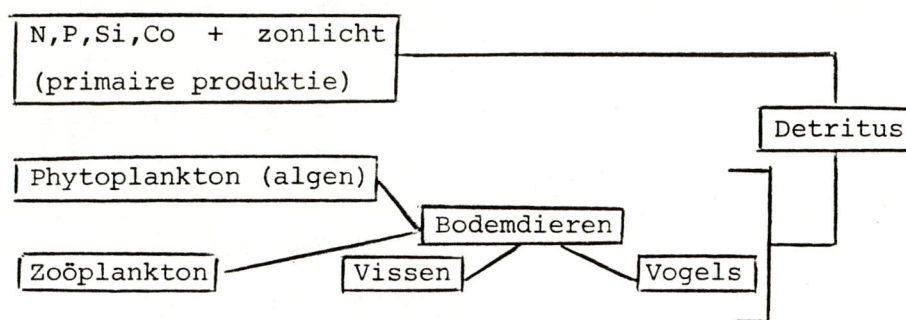 N,P,Si,Co + zonlicht
(primaire produktie)
Detritus
Phytoplankton (algen)
Bodemdieren
Zoöplankton
Vissen
Vogels